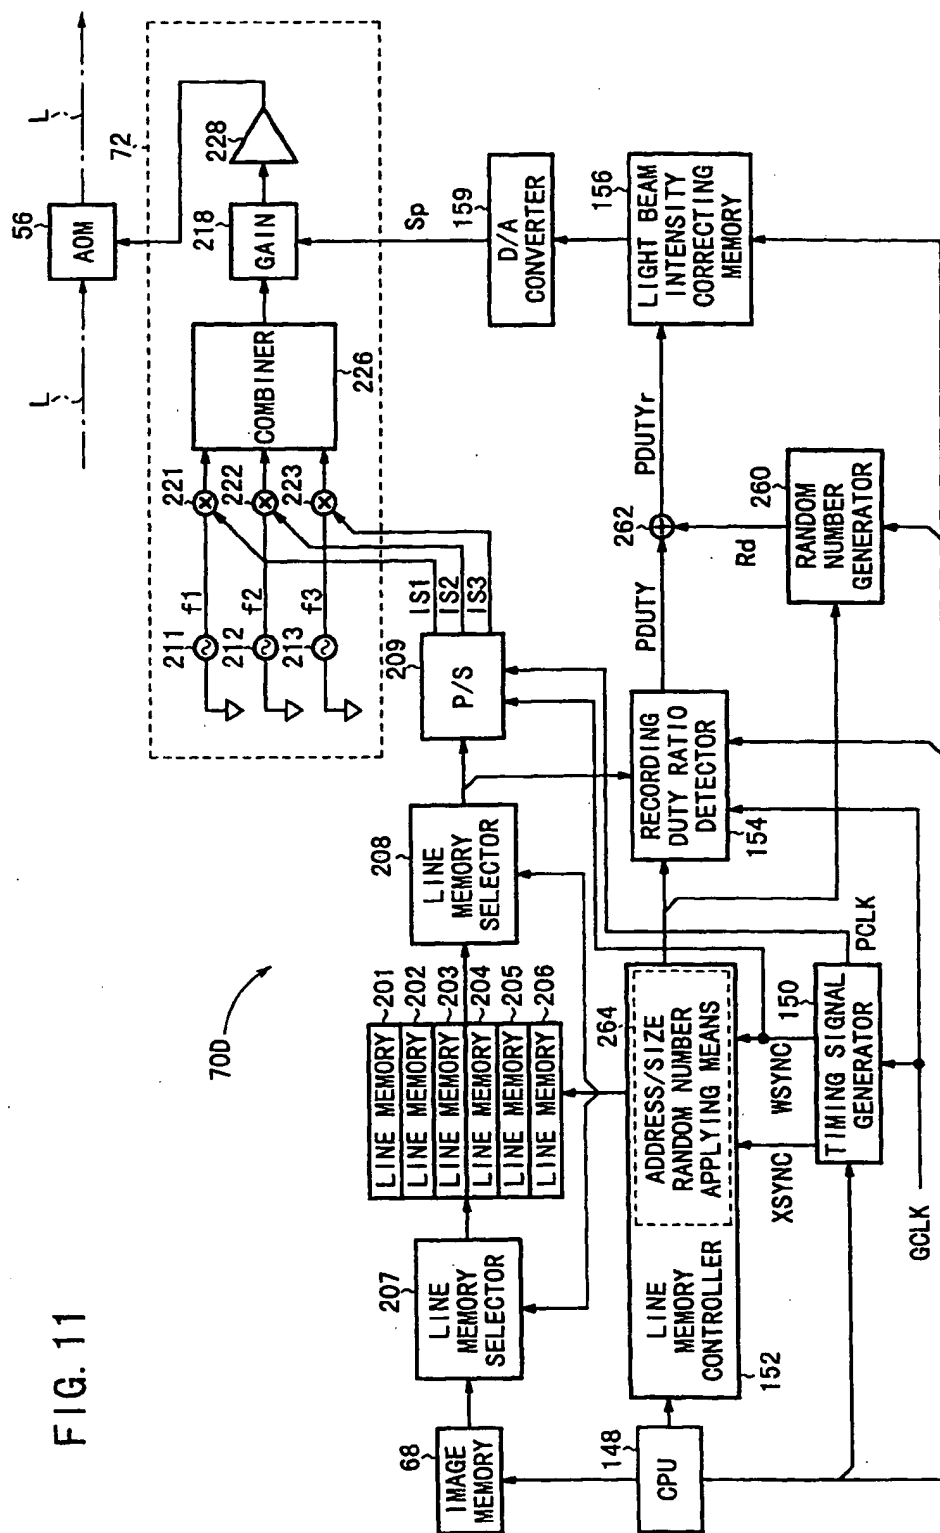 FIG. 11
70D
56
AOM
L
L
72
228
218
GAIN
COMBINER
226
221
222
223
f1
f2
f3
211
212
213
IS1
IS2
IS3
209
P/S
Sp
159
D/A
CONVERTER
156
LIGHT BEAM
INTENSITY
CORRECTING
MEMORY
PDUTYr
262
PDUTY
Rd
260
RANDOM
NUMBER
GENERATOR
RECORDING
DUTY RATIO
DETECTOR
154
208
LINE
MEMORY
SELECTOR
LINE MEMORY 201
LINE MEMORY 202
LINE MEMORY 203
LINE MEMORY 204
LINE MEMORY 205
LINE MEMORY 206
207
LINE
MEMORY
SELECTOR
68
IMAGE
MEMORY
264
ADDRESS/SIZE
RANDOM NUMBER
APPLYING MEANS
LINE
MEMORY
CONTROLLER
152
148
CPU
XSYNC
WSYNC
150
PCLK
TIMING SIGNAL
GENERATOR
GCLK